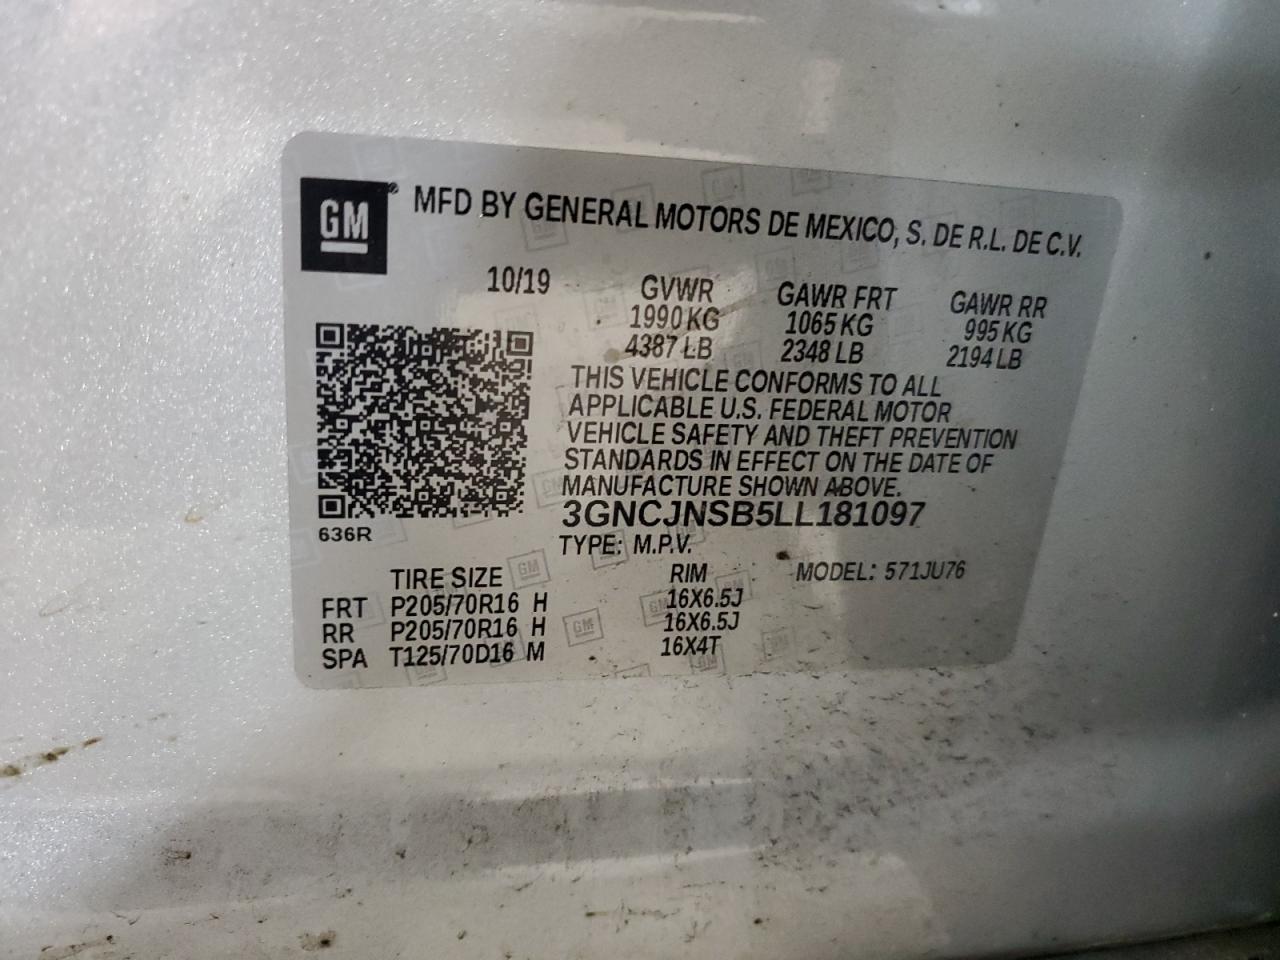 GM® MFD BY GENERAL MOTORS DE MEXICO, S. DE R.L. DE C.V.
10/19 GVWR GAWR FRT GAWR RR
1990 KG 1065 KG 995 KG
4387 LB 2348 LB 2194 LB
THIS VEHICLE CONFORMS TO ALL
APPLICABLE U.S. FEDERAL MOTOR
VEHICLE SAFETY AND THEFT PREVENTION
STANDARDS IN EFFECT ON THE DATE OF
MANUFACTURE SHOWN ABOVE.
3GNCJNSB5LL181097
636R
TYPE: M.P.V.
TIRE SIZE RIM MODEL: 571JU76
FRT P205/70R16 H 16X6.5J
RR P205/70R16 H 16X6.5J
SPA T125/70D16 M 16X4T